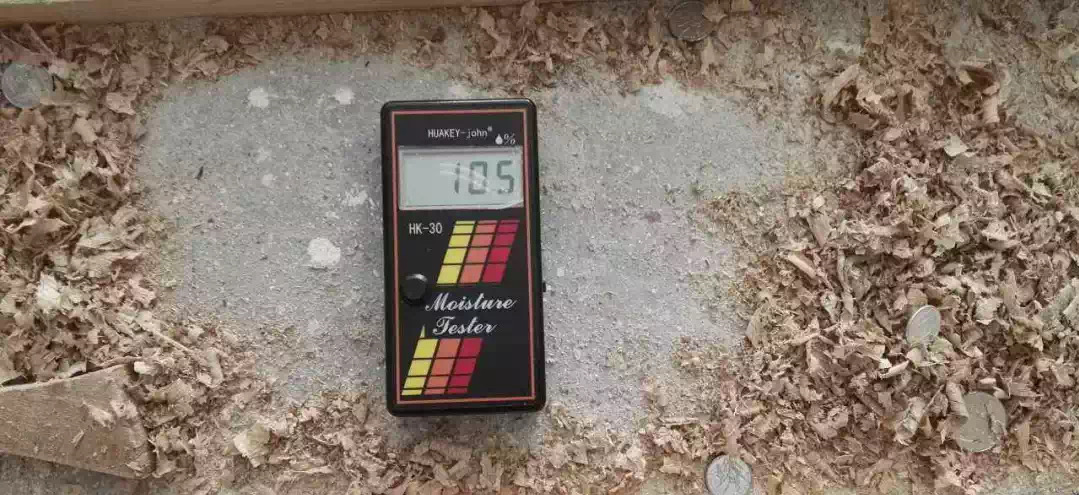 HUAKEY-john®
%
10.5
HK-30
Moisture
Tester